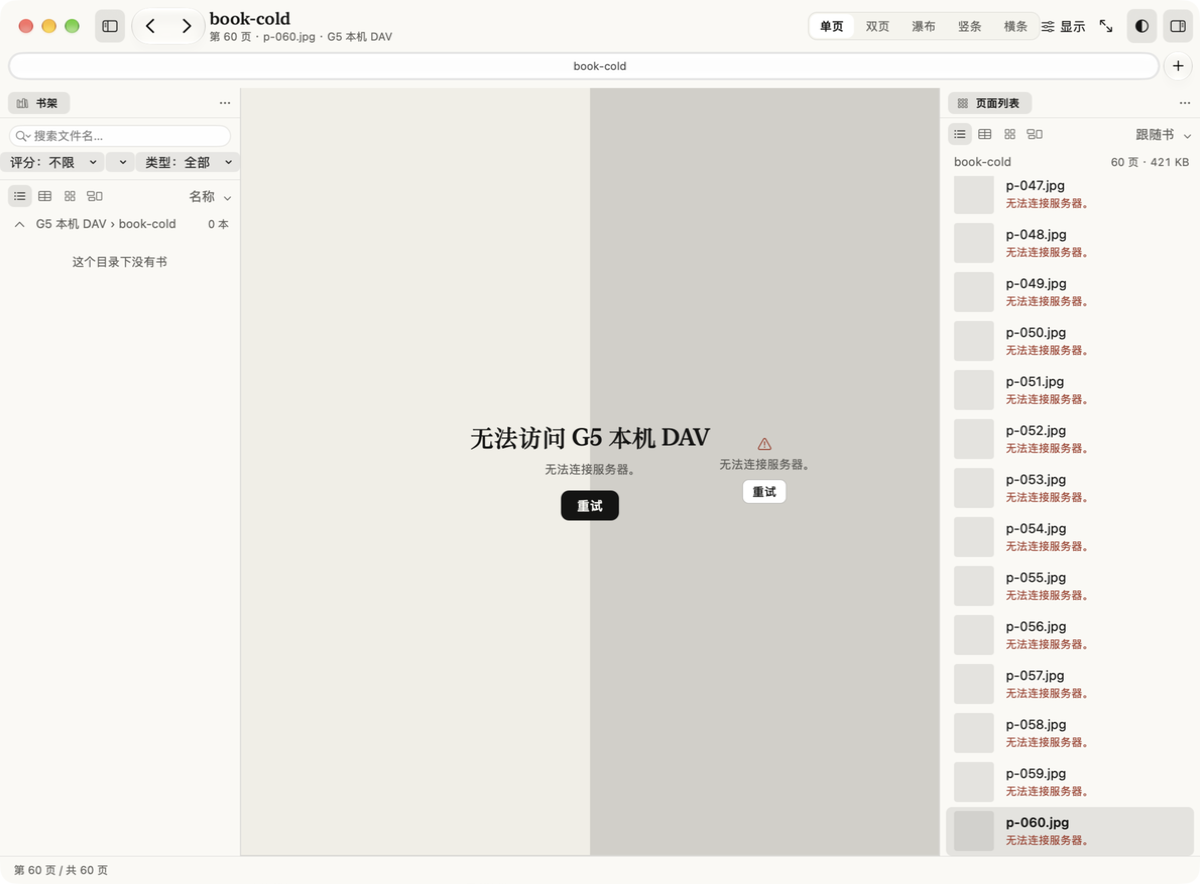 book-cold
第 60 页 · p-060.jpg · G5 本机 DAV
单页 双页 瀑布 竖条 横条 显示
book-cold
书架
搜索文件名...
评分：不限 类型：全部
名称
G5 本机 DAV › book-cold 0 本
这个目录下没有书
无法访问 G5 本机 DAV
无法连接服务器。
重试
无法连接服务器。
重试
页面列表
跟随书
book-cold 60 页 · 421 KB
p-047.jpg
无法连接服务器。
p-048.jpg
无法连接服务器。
p-049.jpg
无法连接服务器。
p-050.jpg
无法连接服务器。
p-051.jpg
无法连接服务器。
p-052.jpg
无法连接服务器。
p-053.jpg
无法连接服务器。
p-054.jpg
无法连接服务器。
p-055.jpg
无法连接服务器。
p-056.jpg
无法连接服务器。
p-057.jpg
无法连接服务器。
p-058.jpg
无法连接服务器。
p-059.jpg
无法连接服务器。
p-060.jpg
无法连接服务器。
第 60 页 / 共 60 页